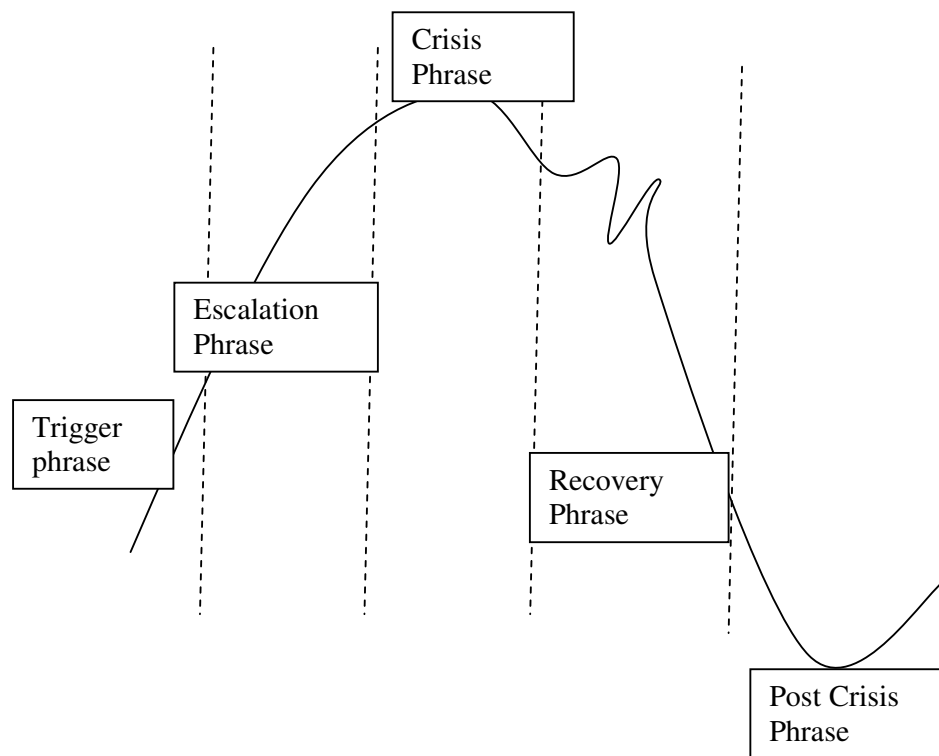 Crisis
Phrase
Escalation
Phrase
Trigger
phrase
Recovery
Phrase
Post Crisis
Phrase